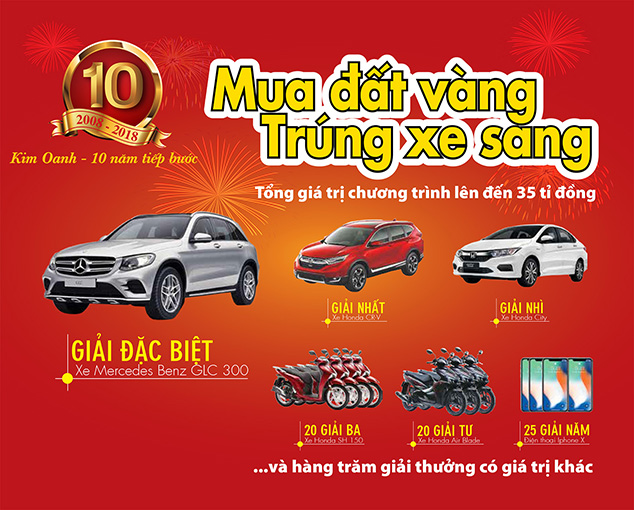 10
2008 - 2018
Kim Oanh - 10 năm tiếp bước
Mua đất vàng
Trúng xe sang
Tổng giá trị chương trình lên đến 35 tỉ đồng
GIẢI ĐẶC BIỆT
Xe Mercedes Benz GLC 300
GIẢI NHẤT
Xe Honda CR-V
GIẢI NHÌ
Xe Honda City
20 GIẢI BA
Xe Honda SH 150
20 GIẢI TƯ
Xe Honda Air Blade
25 GIẢI NĂM
Điện thoại Iphone X
...và hàng trăm giải thưởng có giá trị khác